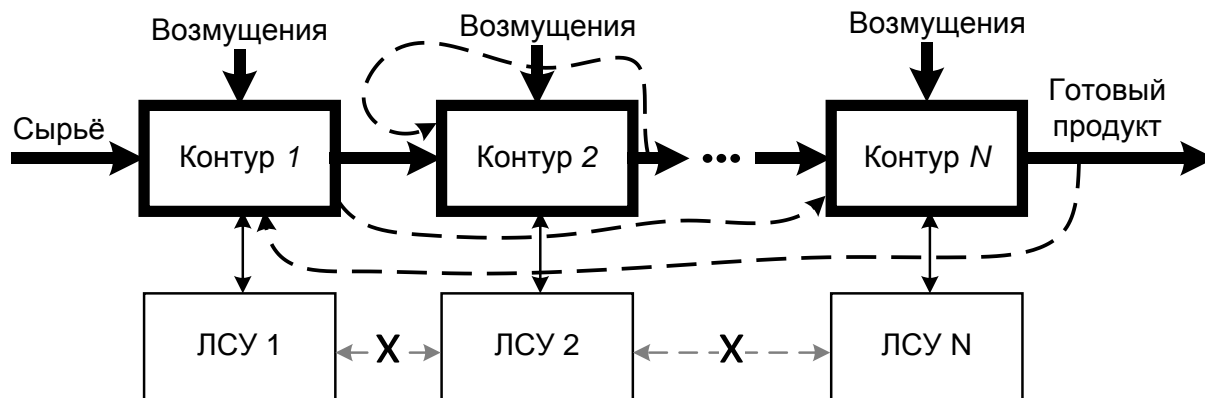 Возмущения
Возмущения
Возмущения
Сырьё
Готовый
продукт
Контур 1
Контур 2
...
Контур N
ЛСУ 1
X
ЛСУ 2
X
ЛСУ N